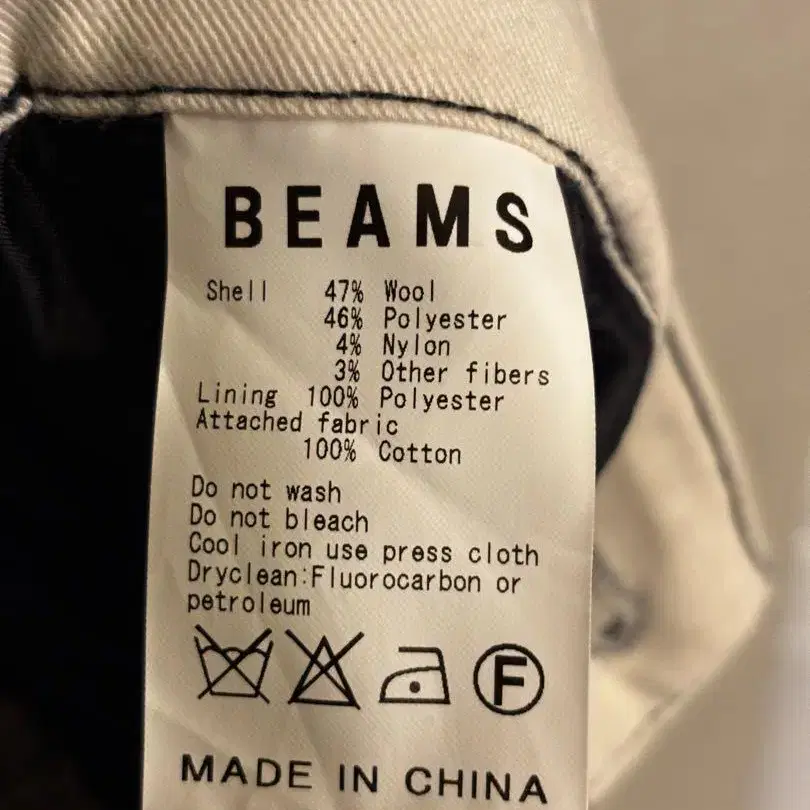 BEAMS
Shell 47% Wool
46% Polyester
4% Nylon
3% Other fibers
Lining 100% Polyester
Attached fabric
100% Cotton
Do not wash
Do not bleach
Cool iron use press cloth
Dryclean:Fluorocarbon or
petroleum
F
MADE IN CHINA